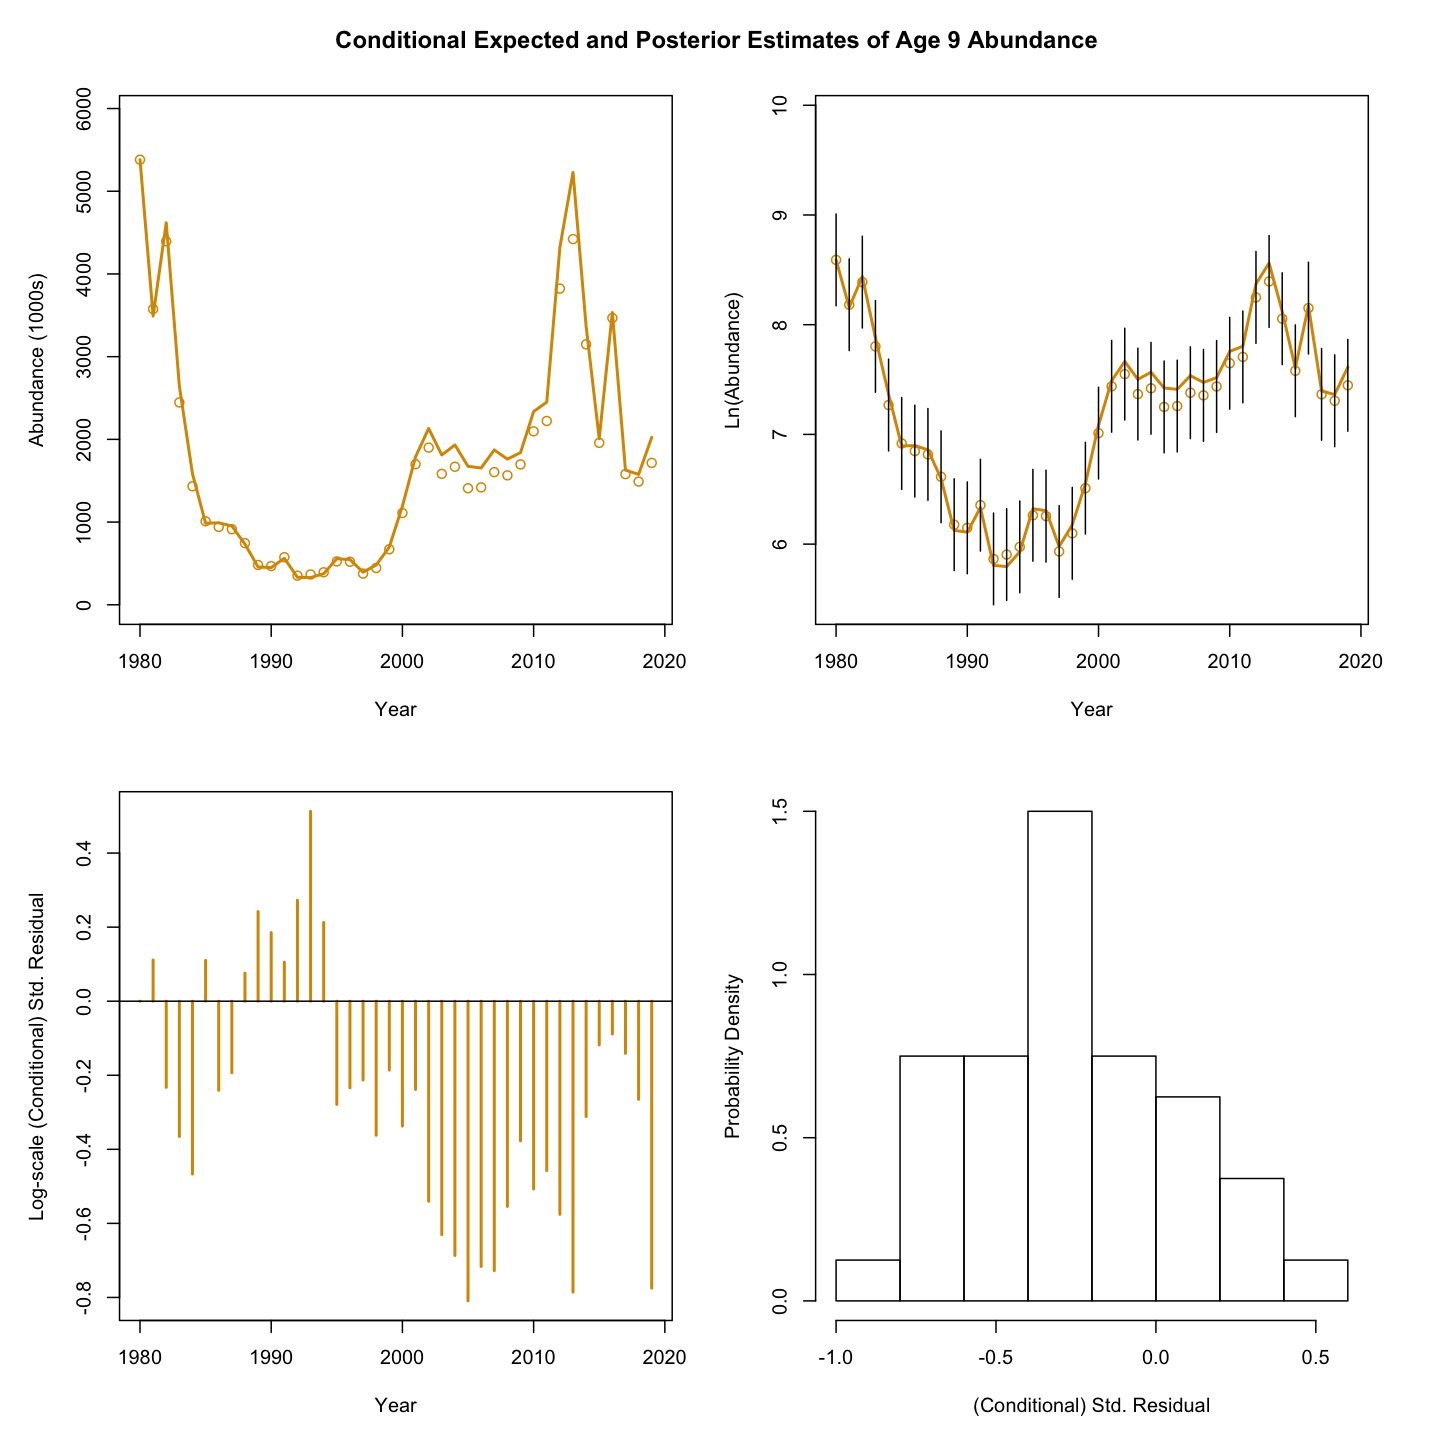 Conditional Expected and Posterior Estimates of Age 9 Abundance
Abundance (1000s)
6000
5000
4000
3000
2000
1000
0
1980 1990 2000 2010 2020
Year
Ln(Abundance)
10
9
8
7
6
1980 1990 2000 2010 2020
Year
Log-scale (Conditional) Std. Residual
0.4
0.2
0.0
-0.2
-0.4
-0.6
-0.8
1980 1990 2000 2010 2020
Year
Probability Density
1.5
1.0
0.5
0.0
-1.0 -0.5 0.0 0.5
(Conditional) Std. Residual